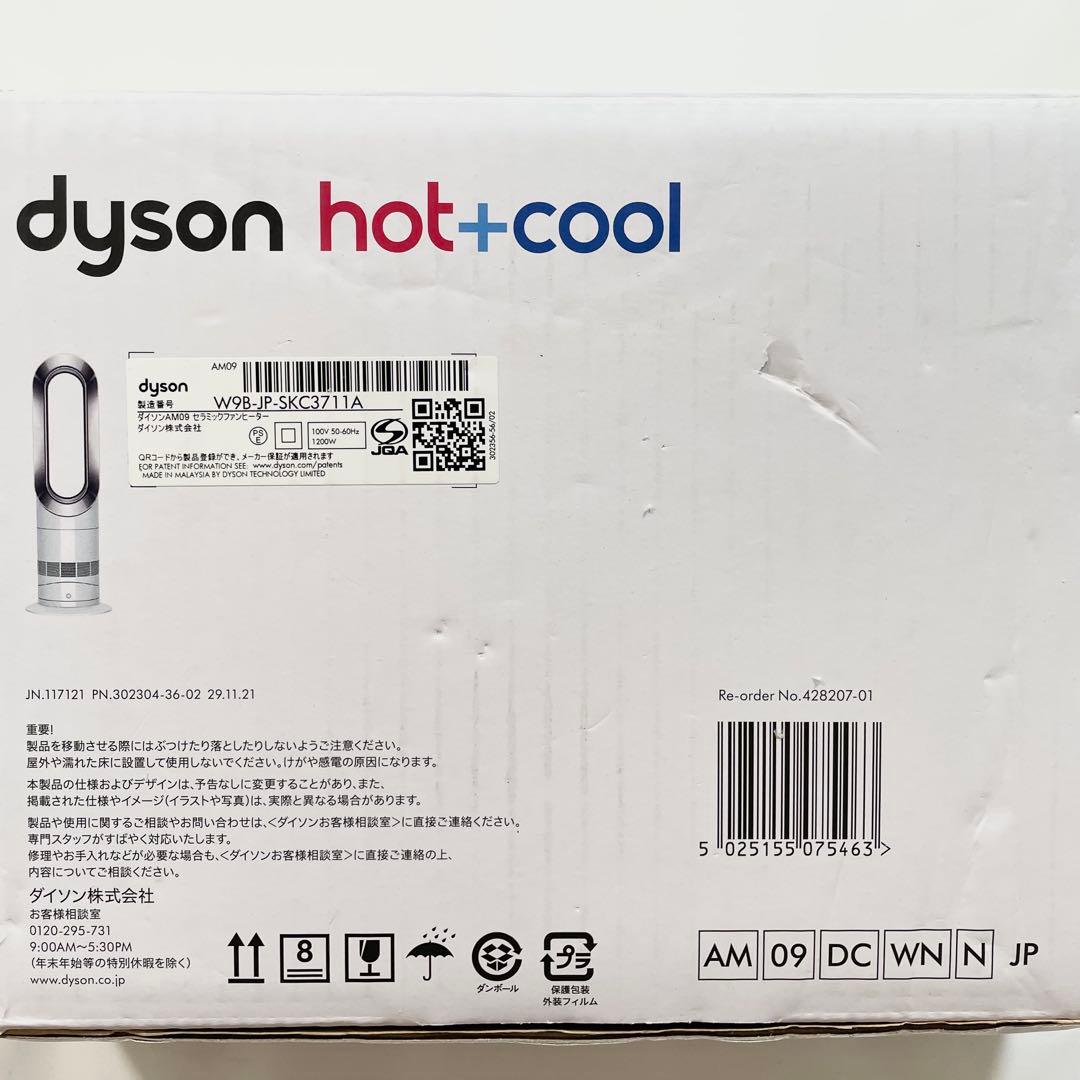 dyson hot+cool
AM09
dyson
製造番号 W9B-JP-SKC3711A
ダイソンAM09 セラミックファンヒーター
ダイソン株式会社
PS
E
100V 50-60Hz
1200W
JQA
302356-56/02
QRコードから製品登録ができ、メーカー保証が適用されます
FOR PATENT INFORMATION SEE: www.dyson.com/patents
MADE IN MALAYSIA BY DYSON TECHNOLOGY LIMITED
JN.117121 PN.302304-36-02 29.11.21
Re-order No.428207-01
重要!
製品を移動させる際にはぶつけたり落としたりしないようご注意ください。
屋外や濡れた床に設置して使用しないでください。けがや感電の原因になります。
本製品の仕様およびデザインは、予告なしに変更することがあり、また、
掲載された仕様やイメージ(イラストや写真)は、実際と異なる場合があります。
製品や使用に関するご相談やお問い合わせは、<ダイソンお客様相談室>に直接ご連絡ください。
専門スタッフがすばやく対応いたします。
修理やお手入れなどが必要な場合も、<ダイソンお客様相談室>に直接ご連絡の上、
内容についてご相談ください。
5 025155 075463 >
ダイソン株式会社
お客様相談室
0120-295-731
9:00AM〜5:30PM
(年末年始等の特別休暇を除く)
www.dyson.co.jp
8
ダンボール
プラ
保護包装
外装フィルム
AM 09 DC WN N JP